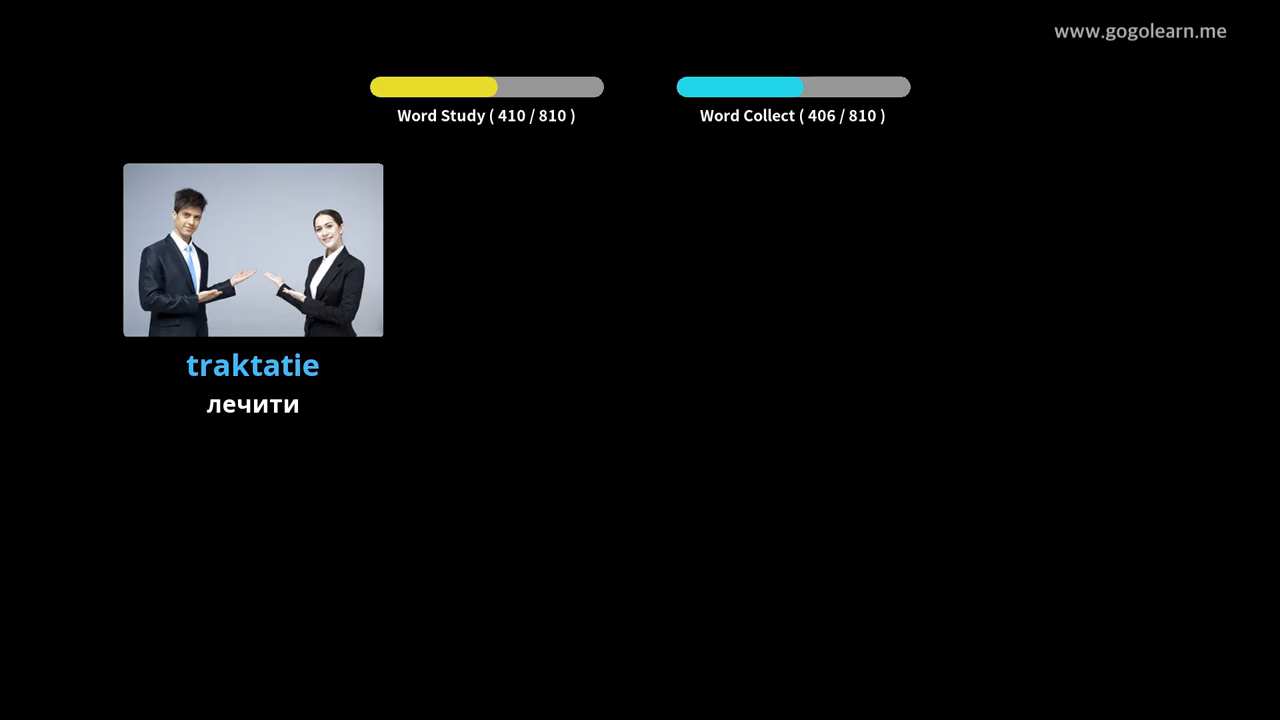 www.gogolearn.me
Word Study ( 410 / 810 )
Word Collect ( 406 / 810 )
traktatie
лечити